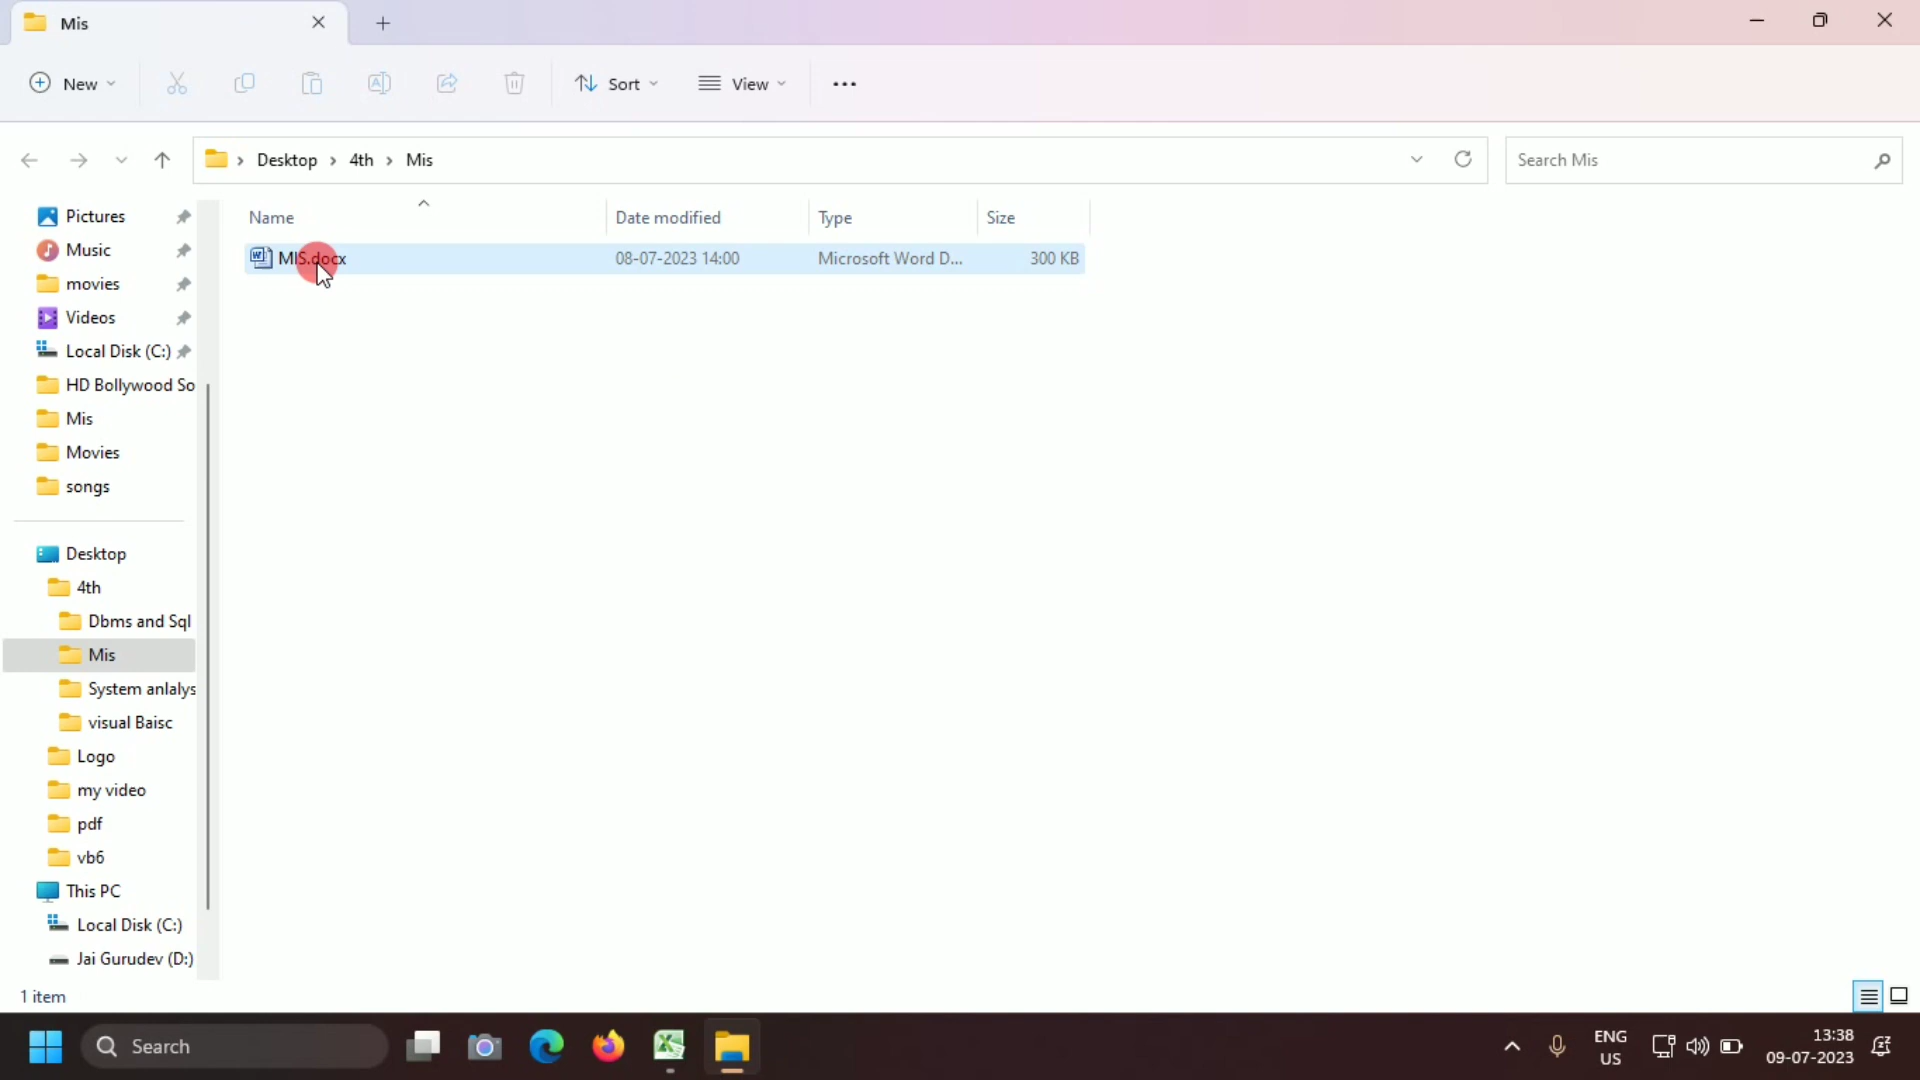 Mis
New
Sort
View
Desktop
4th
Mis
Search Mis
Name
Date modified
Type
Size
MIS.docx
08-07-2023 14:00
Microsoft Word D...
300 KB
Pictures
Music
movies
Videos
Local Disk (C:)
HD Bollywood So
Mis
Movies
songs
Desktop
4th
Dbms and Sql
Mis
System anlalys
visual Baisc
Logo
my video
pdf
vb6
This PC
Local Disk (C:)
Jai Gurudev (D:)
1 item
Search
ENG
US
13:38
09-07-2023